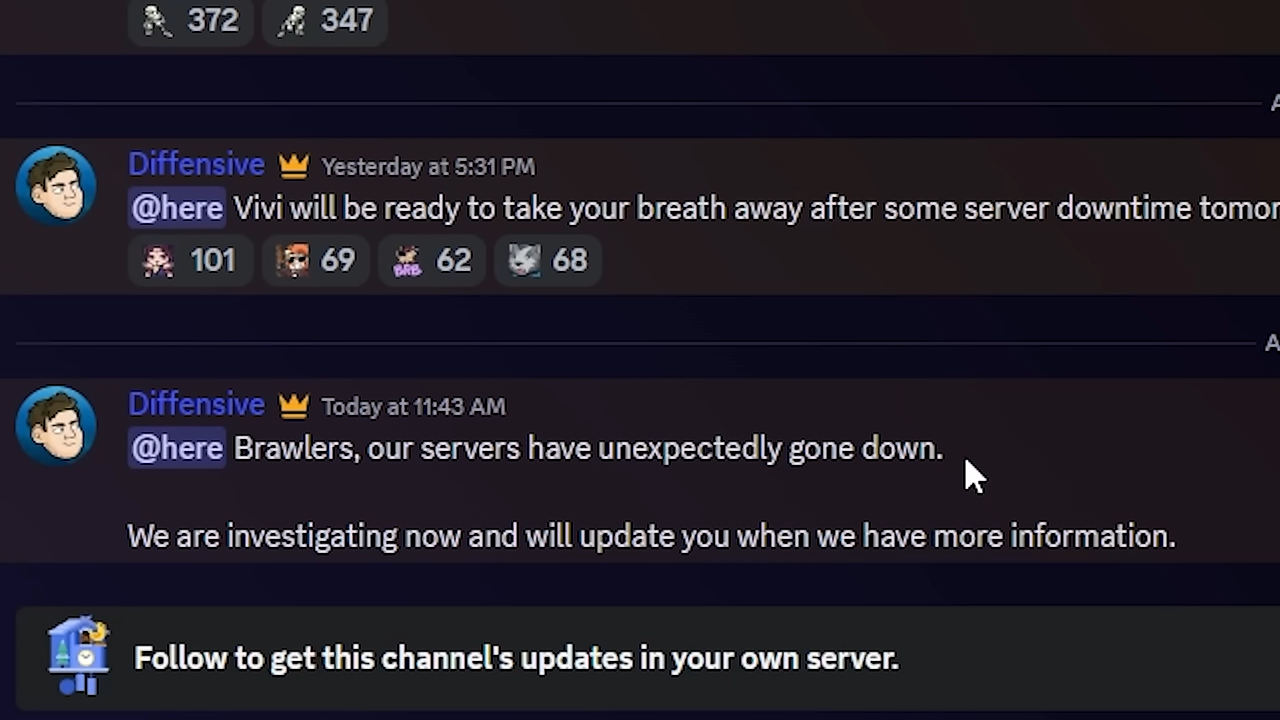 372 347
A
Diffensive Yesterday at 5:31 PM
@here Vivi will be ready to take your breath away after some server downtime tomor
101 69 BRB 62 68
A
Diffensive Today at 11:43 AM
@here Brawlers, our servers have unexpectedly gone down.
We are investigating now and will update you when we have more information.
Follow to get this channel's updates in your own server.